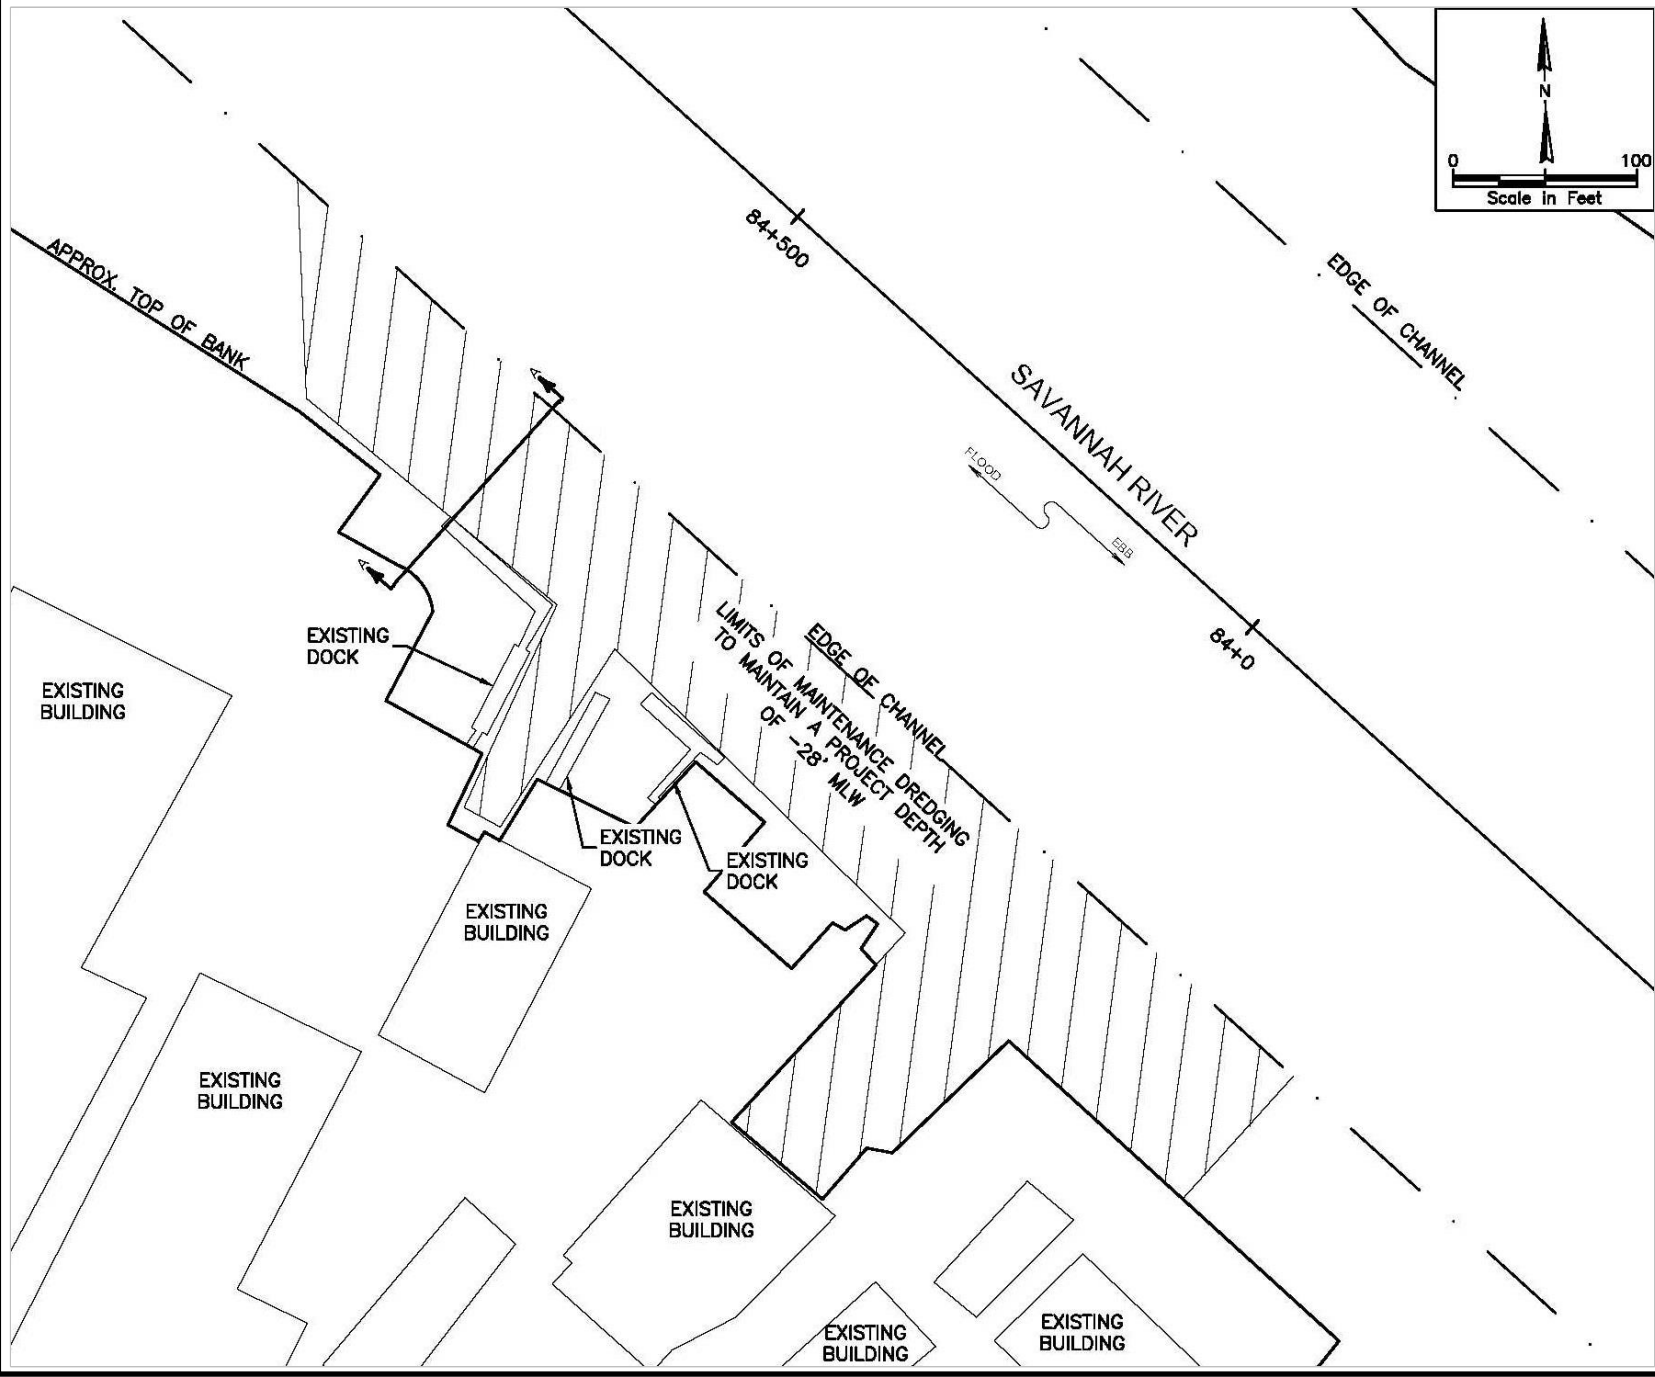 N
0 100
Scale in Feet
84+500
EDGE OF CHANNEL
APPROX. TOP OF BANK
A
SAVANNAH RIVER
FLOOD
EBB
A
84+0
EXISTING
DOCK
LIMITS OF MAINTENANCE DREDGING
TO MAINTAIN A PROJECT DEPTH
OF -28' MLW
EDGE OF CHANNEL
EXISTING
BUILDING
EXISTING
DOCK
EXISTING
DOCK
EXISTING
BUILDING
EXISTING
BUILDING
EXISTING
BUILDING
EXISTING
BUILDING
EXISTING
BUILDING